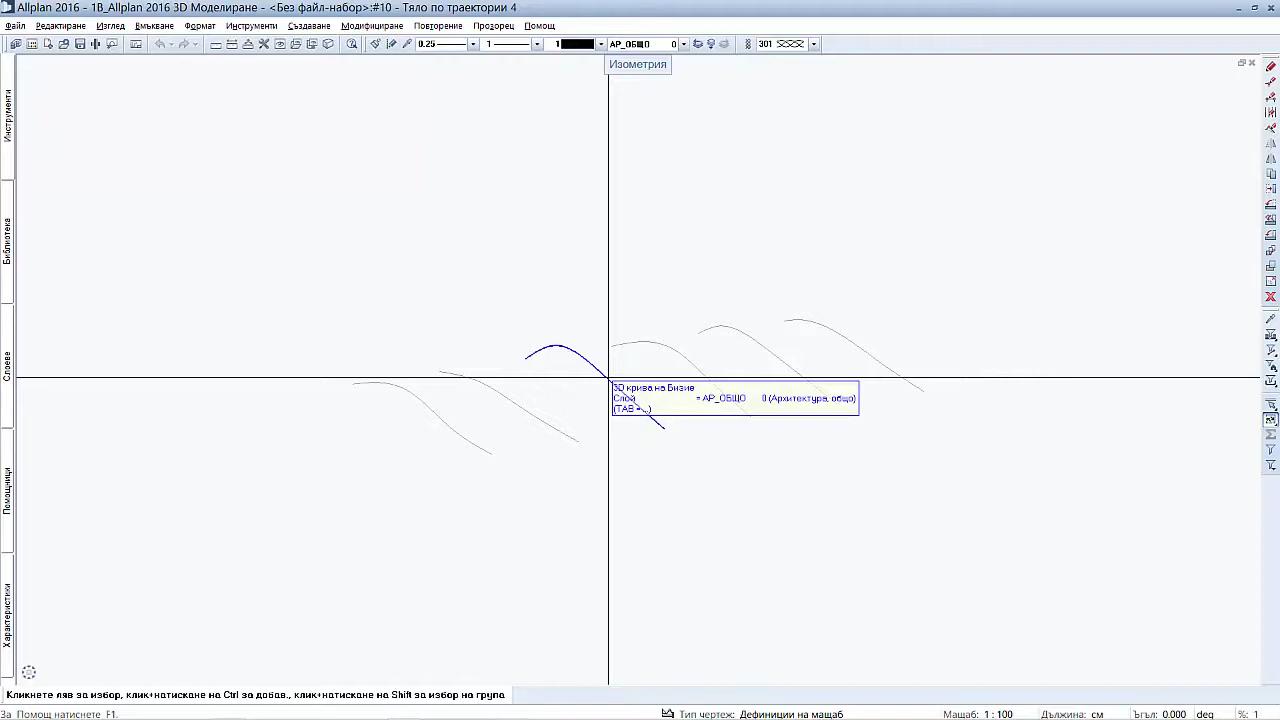 Allplan 2016 - 1B_Allplan 2016 3D Моделиране - <Без файл-набор>:#10 - Тяло по траектории 4
Файл Редактиране Изглед Вмъкване Формат Инструменти Създаване Модифициране Повторение Прозорец Помощ
0.25 1 1 АР_ОБЩО 0 301
Изометрия
Инструменти
Библиотека
Слоеве
Помощници
Характеристики
3D крива на Бизие
Слой = АР_ОБЩО 0 (Архитектура, общо)
(TAB = ...)
Кликнете ляв за избор, клик+натискане на Ctrl за добав., клик+натискане на Shift за избор на група
За Помощ натиснете F1.
Тип чертеж: Дефиниции на мащаб
Мащаб: 1 : 100
Дължина: см
Ъгъл: 0.000 deg
%: 1